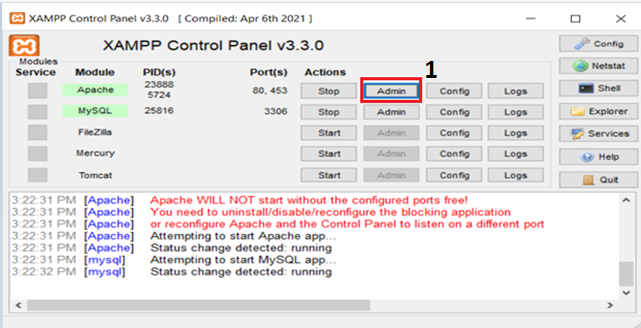 XAMPP Control Panel v3.3.0 [ Compiled: Apr 6th 2021 ]
XAMPP Control Panel v3.3.0
Config
Modules
Service Module PID(s) Port(s) Actions
Netstat
1
Apache 23888 5724 80, 453 Stop Admin Config Logs
Shell
MySQL 25816 3306 Stop Admin Config Logs
Explorer
FileZilla Start Admin Config Logs
Services
Mercury Start Admin Config Logs
Help
Tomcat Start Admin Config Logs
Quit
3:22:31 PM [Apache] Apache WILL NOT start without the configured ports free!
3:22:31 PM [Apache] You need to uninstall/disable/reconfigure the blocking application
3:22:31 PM [Apache] or reconfigure Apache and the Control Panel to listen on a different port
3:22:31 PM [Apache] Attempting to start Apache app...
3:22:31 PM [Apache] Status change detected: running
3:22:31 PM [mysql] Attempting to start MySQL app...
3:22:32 PM [mysql] Status change detected: running